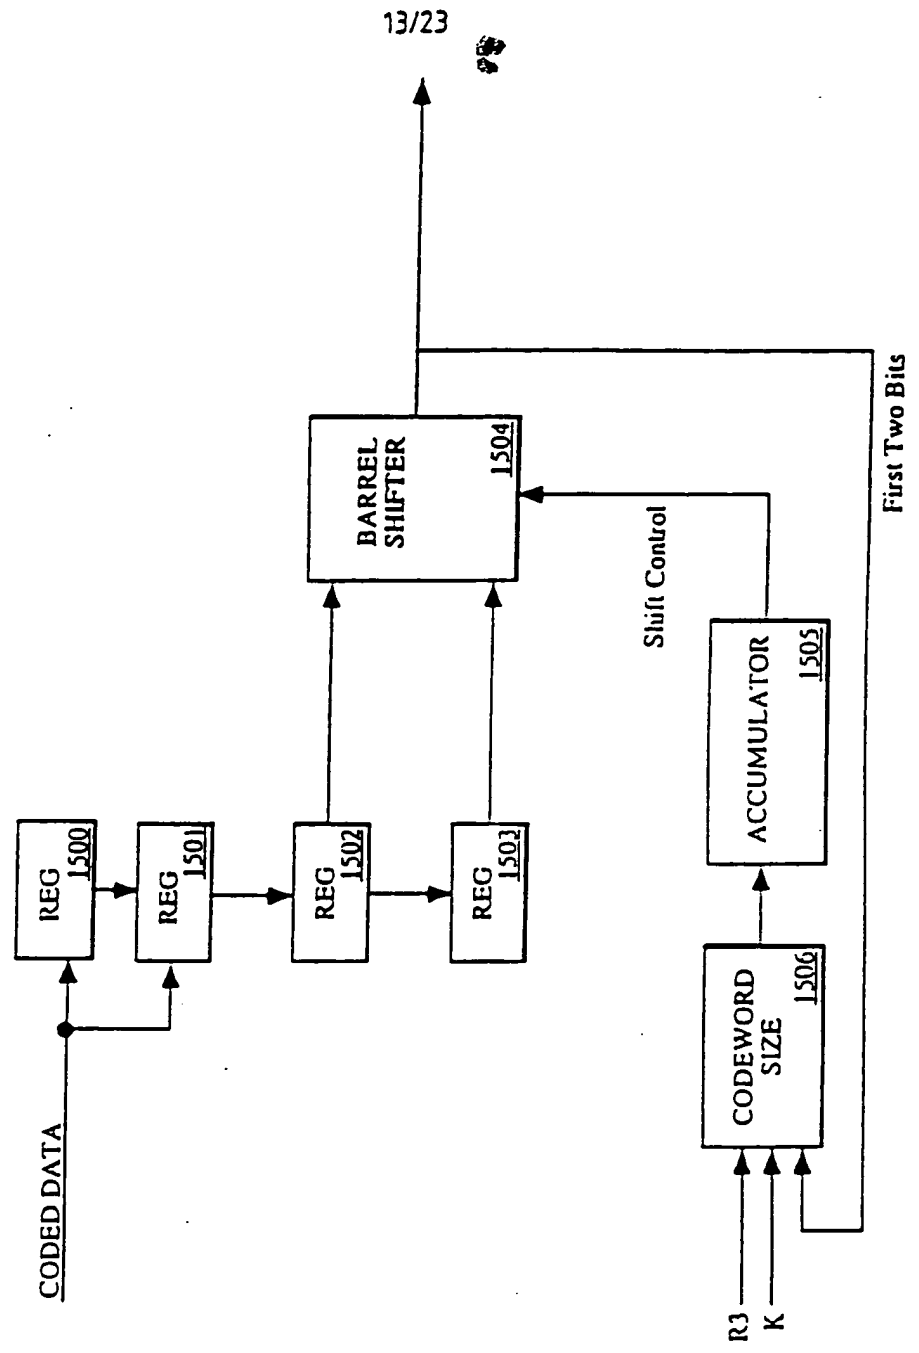 13/23
CODED DATA
REG
1500
REG
1501
REG
1502
REG
1503
BARREL
SHIFTER
1504
Shift Control
ACCUMULATOR
1505
CODEWORD
SIZE
1506
R3
K
First Two Bits